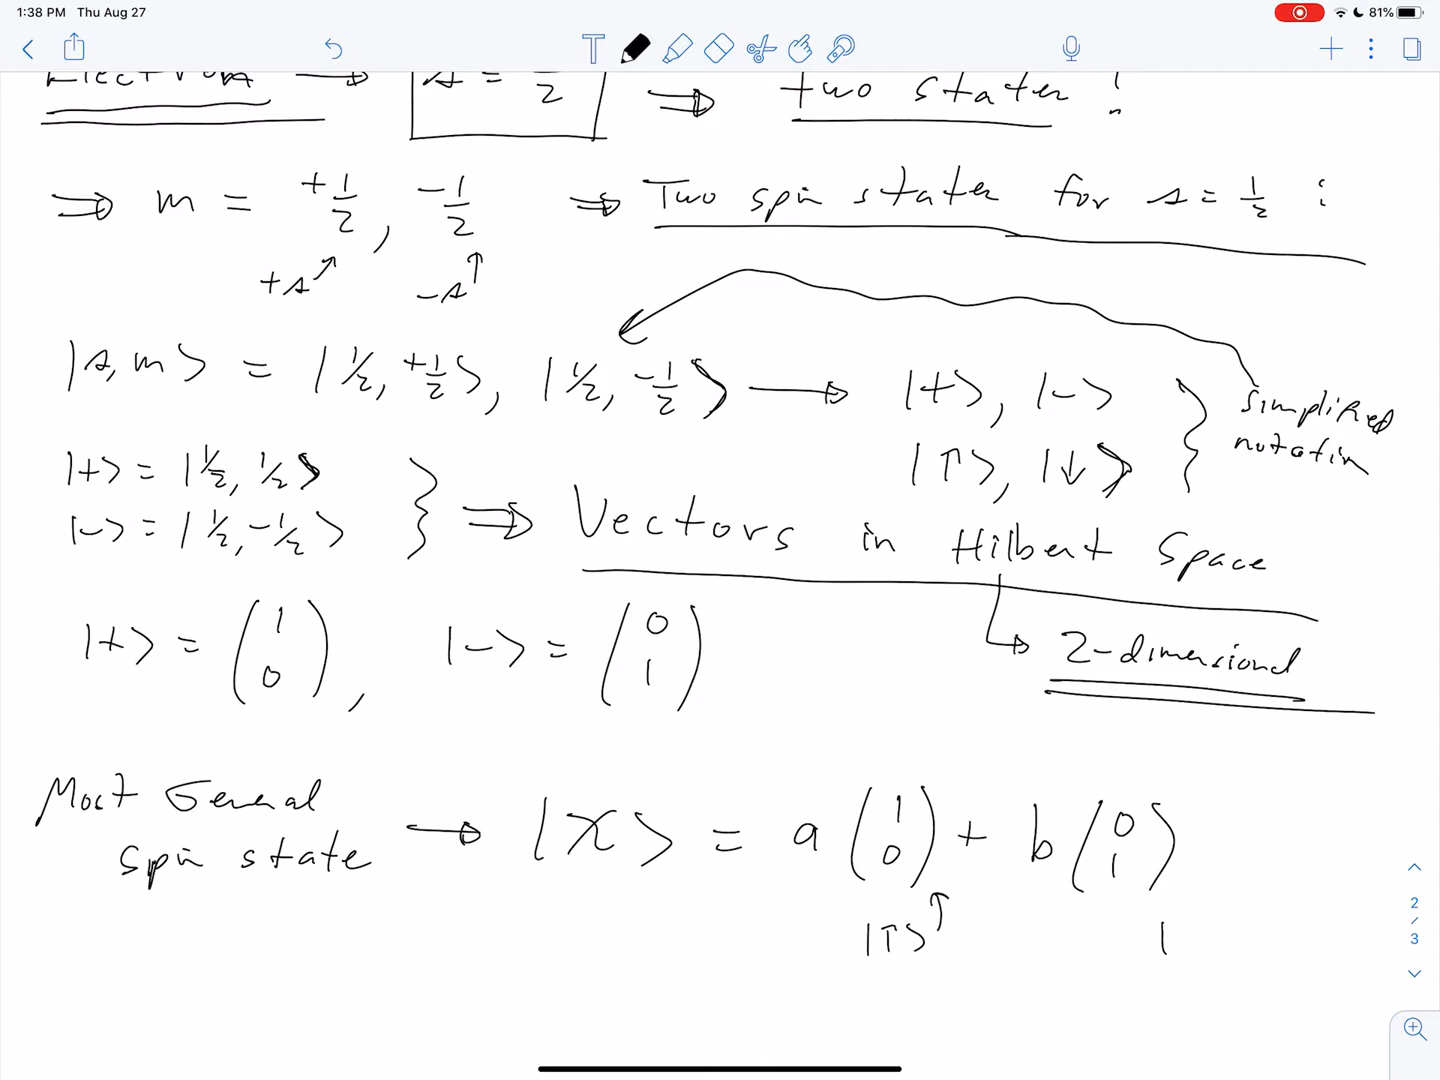 1:38 PM Thu Aug 27 81%
Electron → s = 1/2 ⇒ two states!
⇒ m = +1/2, -1/2 ⇒ Two spin states for s = 1/2 :
+s↗ -s↑
|s,m> = |1/2, +1/2>, |1/2, -1/2> → |+>, |->
|↑>, |↓> } simplified notation
|+> = |1/2, 1/2>
|-> = |1/2, -1/2> } ⇒ Vectors in Hilbert Space
↳ 2-dimensional
|+> = (1 0), |-> = (0 1)
Most General
spin state → |χ> = a (1 0) + b (0 1)
|↑>↑ |
2
/
3